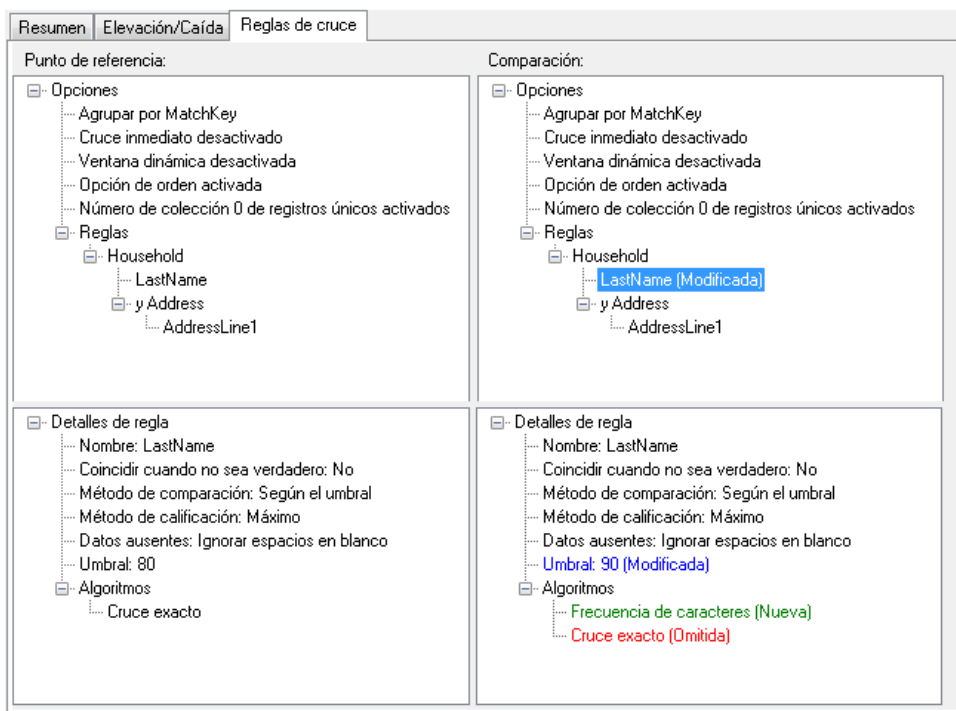 Resumen Elevación/Caída Reglas de cruce
Punto de referencia:
Opciones
Agrupar por MatchKey
Cruce inmediato desactivado
Ventana dinámica desactivada
Opción de orden activada
Número de colección 0 de registros únicos activados
Reglas
Household
LastName
y Address
AddressLine1
Comparación:
Opciones
Agrupar por MatchKey
Cruce inmediato desactivado
Ventana dinámica desactivada
Opción de orden activada
Número de colección 0 de registros únicos activados
Reglas
Household
LastName (Modificada)
y Address
AddressLine1
Detalles de regla
Nombre: LastName
Coincidir cuando no sea verdadero: No
Método de comparación: Según el umbral
Método de calificación: Máximo
Datos ausentes: Ignorar espacios en blanco
Umbral: 80
Algoritmos
Cruce exacto
Detalles de regla
Nombre: LastName
Coincidir cuando no sea verdadero: No
Método de comparación: Según el umbral
Método de calificación: Máximo
Datos ausentes: Ignorar espacios en blanco
Umbral: 90 (Modificada)
Algoritmos
Frecuencia de caracteres (Nueva)
Cruce exacto (Omitida)